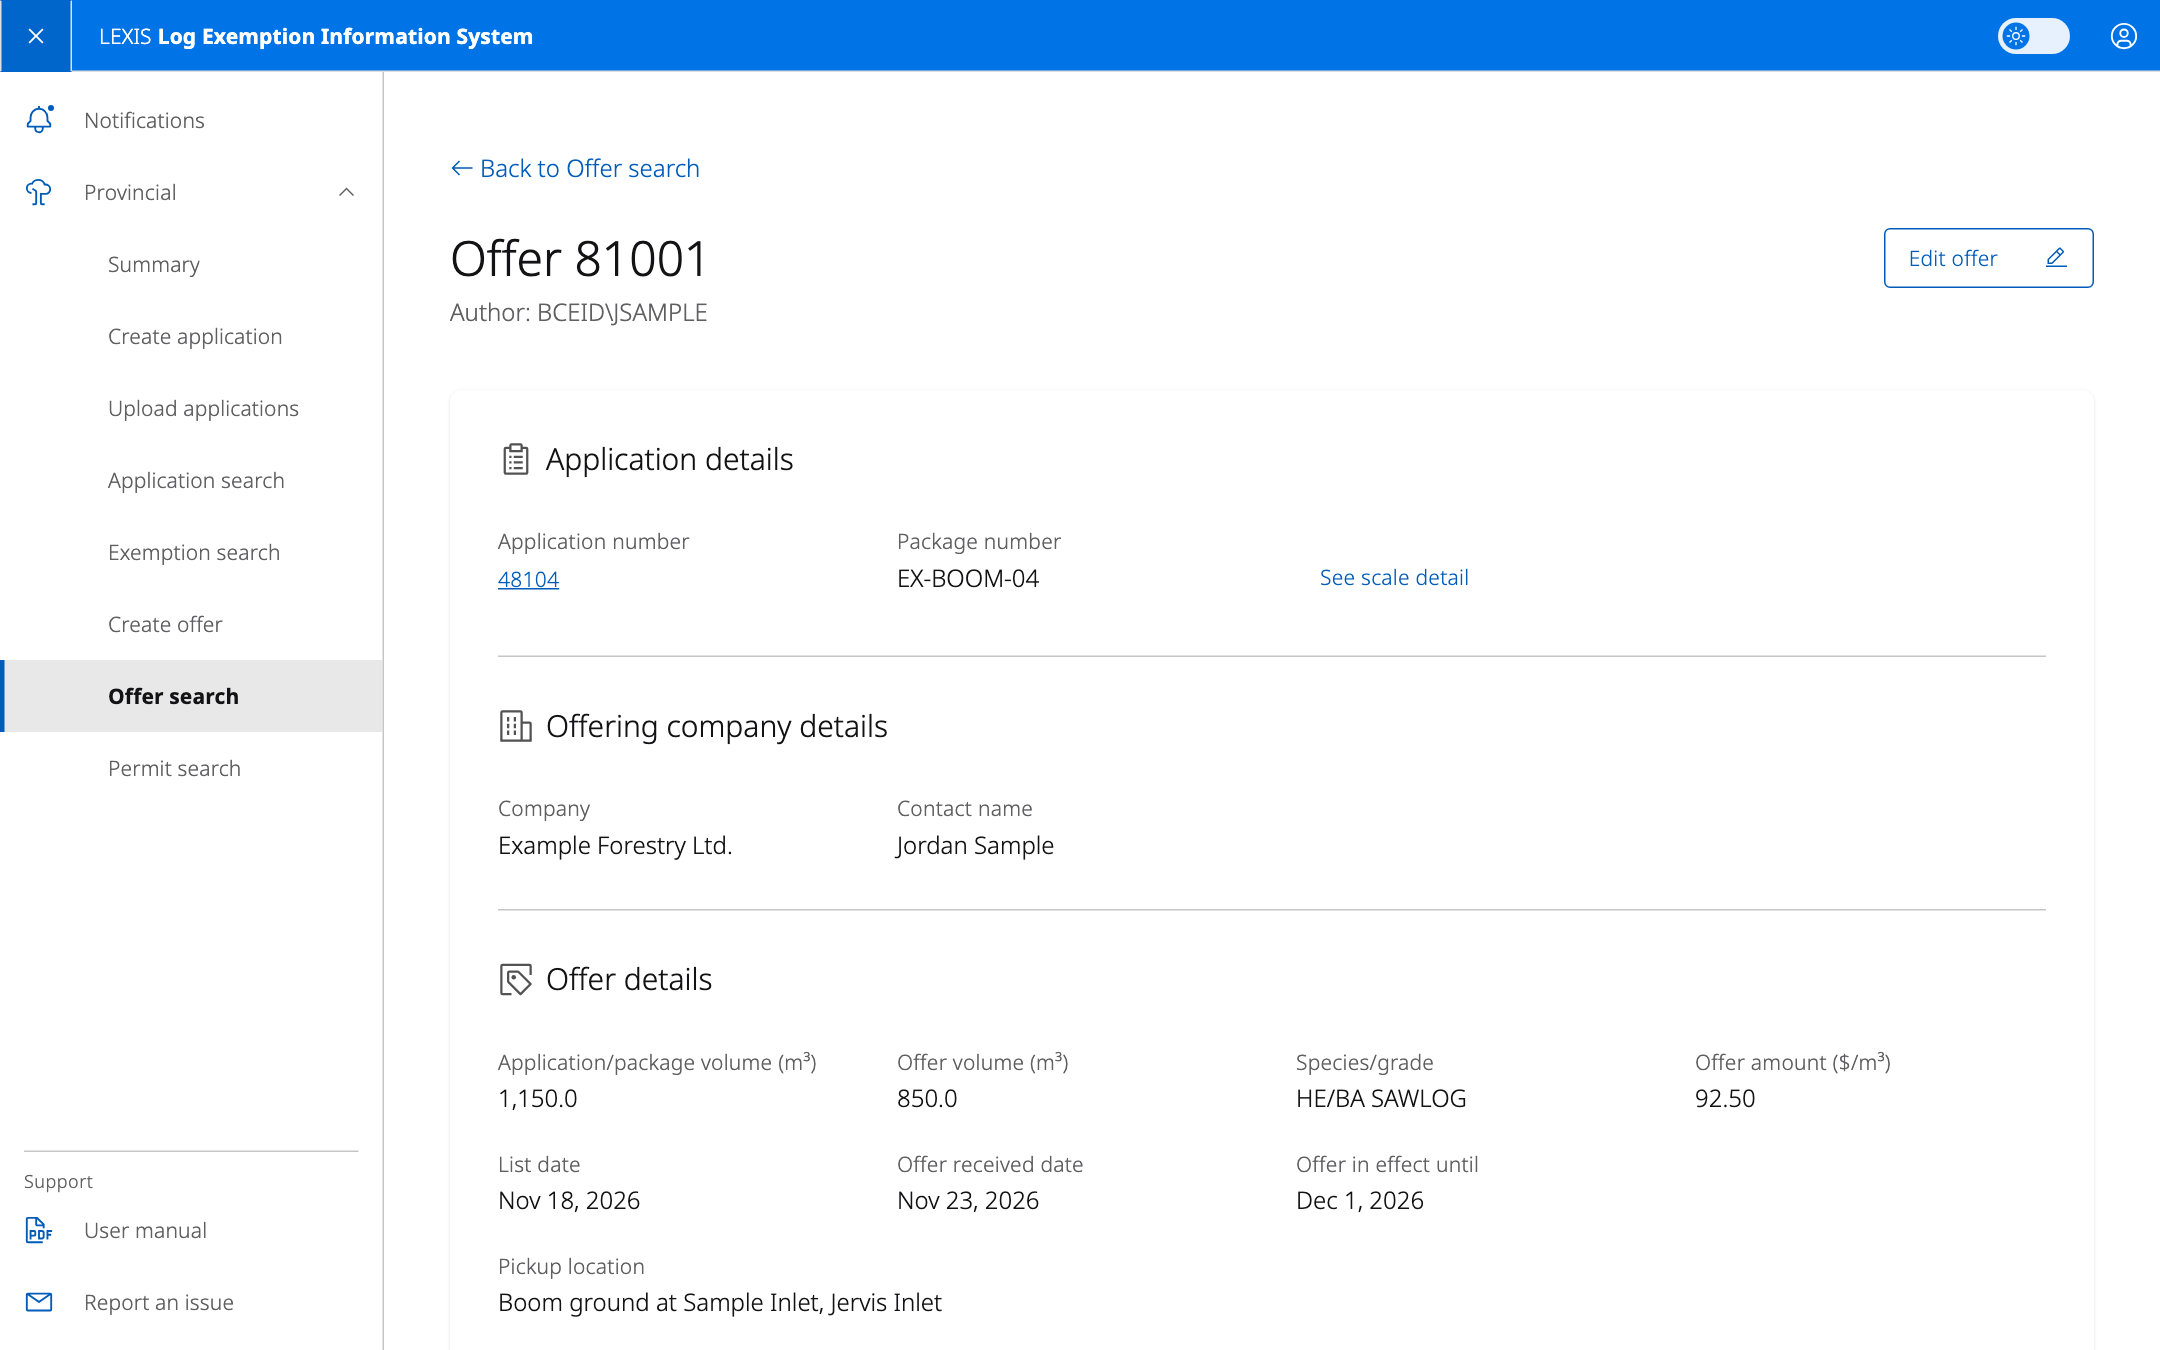 LEXIS Log Exemption Information System
Notifications
Provincial
Summary
Create application
Upload applications
Application search
Exemption search
Create offer
Offer search
Permit search
Support
PDF User manual
Report an issue
← Back to Offer search
Offer 81001
Edit offer
Author: BCEID\JSAMPLE
Application details
Application number Package number
48104 EX-BOOM-04 See scale detail
Offering company details
Company Contact name
Example Forestry Ltd. Jordan Sample
Offer details
Application/package volume (m³) Offer volume (m³) Species/grade Offer amount ($/m³)
1,150.0 850.0 HE/BA SAWLOG 92.50
List date Offer received date Offer in effect until
Nov 18, 2026 Nov 23, 2026 Dec 1, 2026
Pickup location
Boom ground at Sample Inlet, Jervis Inlet